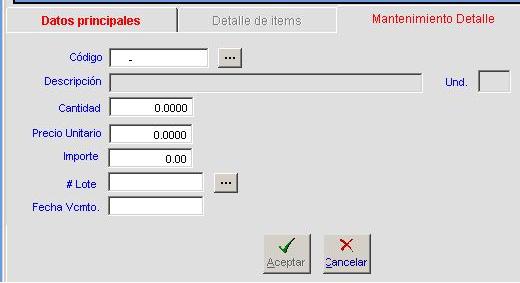 Datos principales Detalle de items Mantenimiento Detalle
Código - ...
Descripción Und.
Cantidad 0.0000
Precio Unitario 0.0000
Importe 0.00
# Lote ...
Fecha Vcmto.
Aceptar Cancelar